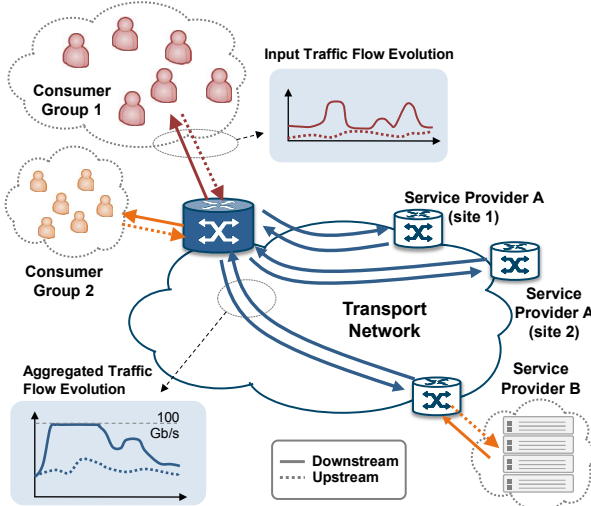 Consumer
Group 1
Input Traffic Flow Evolution
Consumer
Group 2
Service Provider A
(site 1)
Service
Provider A
(site 2)
Transport
Network
Aggregated Traffic
Flow Evolution
100
Gb/s
Service
Provider B
Downstream
Upstream